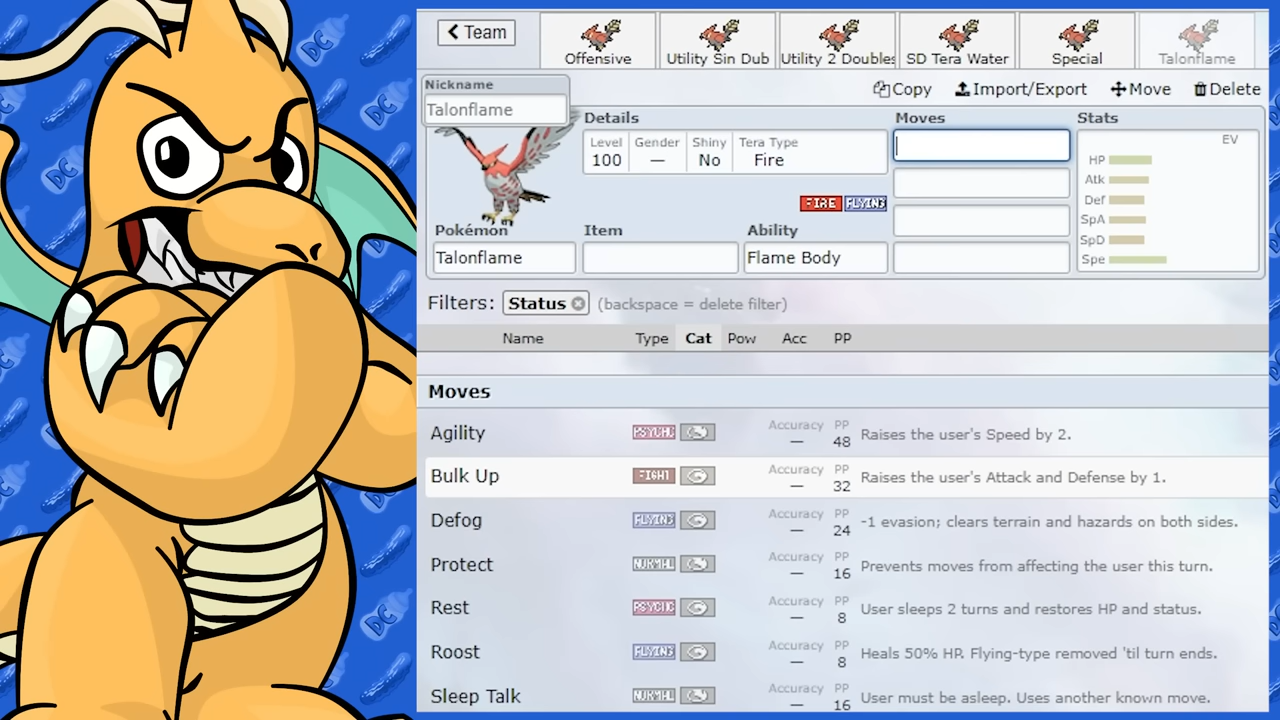 Team
Offensive
Utility Sin Dub
Utility 2 Doubles
SD Tera Water
Special
Talonflame
Nickname
Talonflame
Copy
Import/Export
Move
Delete
Details
Level
100
Gender
—
Shiny
No
Tera Type
Fire
FIRE FLYING
Pokémon
Talonflame
Item
Ability
Flame Body
Moves
Stats
EV
HP
Atk
Def
SpA
SpD
Spe
Filters: Status (backspace = delete filter)
Name Type Cat Pow Acc PP
Moves
Agility PSYCHC Accuracy — PP 48 Raises the user's Speed by 2.
Bulk Up FIGHT Accuracy — PP 32 Raises the user's Attack and Defense by 1.
Defog FLYING Accuracy — PP 24 -1 evasion; clears terrain and hazards on both sides.
Protect NORMAL Accuracy — PP 16 Prevents moves from affecting the user this turn.
Rest PSYCHC Accuracy — PP 8 User sleeps 2 turns and restores HP and status.
Roost FLYING Accuracy — PP 8 Heals 50% HP. Flying-type removed 'til turn ends.
Sleep Talk NORMAL Accuracy — PP 16 User must be asleep. Uses another known move.
DC
DC
DC
DC
DC